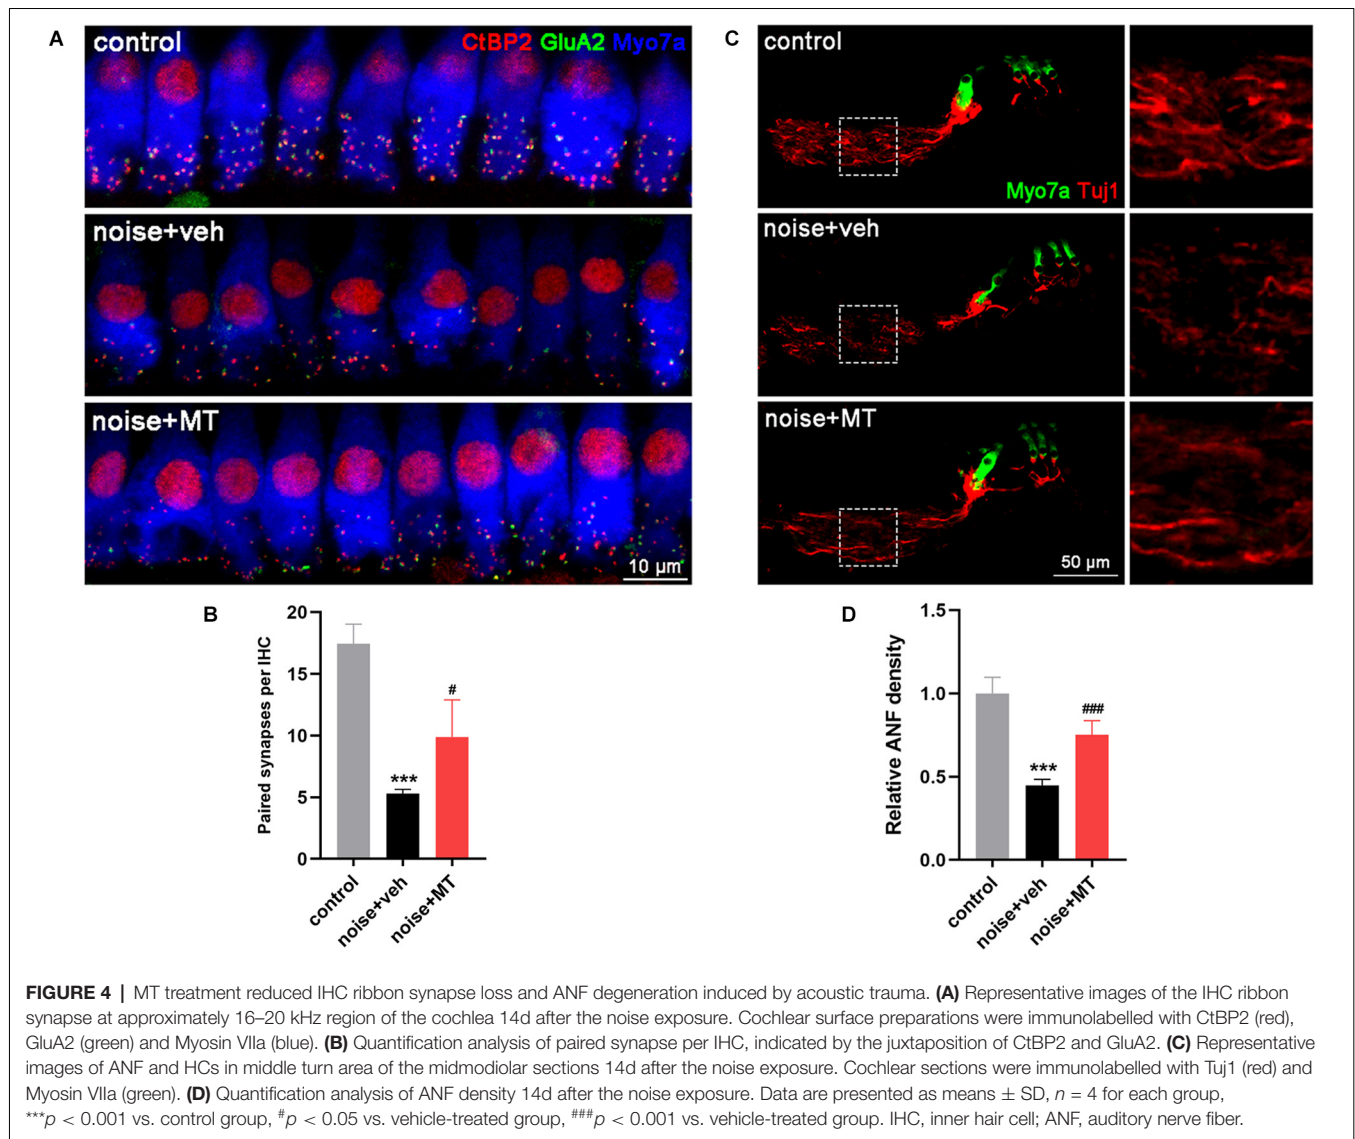 A
control
CtBP2 GluA2 Myo7a
noise+veh
noise+MT
10 µm
B
Paired synapses per IHC
20
15
10
5
0
***
#
control
noise+veh
noise+MT
C
control
Myo7a Tuj1
noise+veh
noise+MT
50 µm
D
Relative ANF density
1.5
1.0
0.5
0.0
***
###
control
noise+veh
noise+MT
FIGURE 4 | MT treatment reduced IHC ribbon synapse loss and ANF degeneration induced by acoustic trauma. (A) Representative images of the IHC ribbon
synapse at approximately 16–20 kHz region of the cochlea 14d after the noise exposure. Cochlear surface preparations were immunolabelled with CtBP2 (red),
GluA2 (green) and Myosin VIIa (blue). (B) Quantification analysis of paired synapse per IHC, indicated by the juxtaposition of CtBP2 and GluA2. (C) Representative
images of ANF and HCs in middle turn area of the midmodiolar sections 14d after the noise exposure. Cochlear sections were immunolabelled with Tuj1 (red) and
Myosin VIIa (green). (D) Quantification analysis of ANF density 14d after the noise exposure. Data are presented as means ± SD, n = 4 for each group,
***p < 0.001 vs. control group, #p < 0.05 vs. vehicle-treated group, ###p < 0.001 vs. vehicle-treated group. IHC, inner hair cell; ANF, auditory nerve fiber.